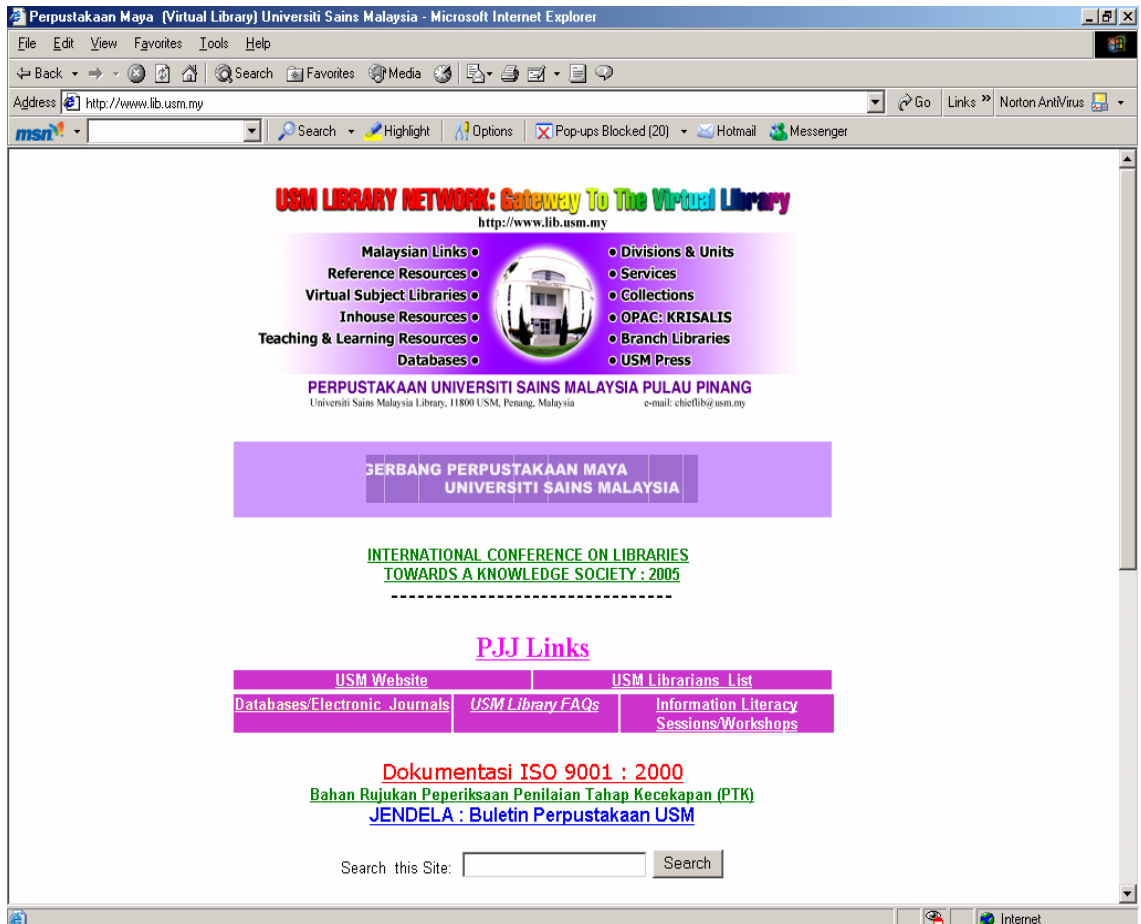 Perpustakaan Maya (Virtual Library) Universiti Sains Malaysia - Microsoft Internet Explorer
File Edit View Favorites Tools Help
Back Search Favorites Media
Address http://www.lib.usm.my Go Links » Norton AntiVirus
msn Search Highlight Options Pop-ups Blocked (20) Hotmail Messenger
USM LIBRARY NETWORK: Gateway To The Virtual Library
http://www.lib.usm.my
Malaysian Links • • Divisions & Units
Reference Resources • • Services
Virtual Subject Libraries • • Collections
Inhouse Resources • • OPAC: KRISALIS
Teaching & Learning Resources • • Branch Libraries
Databases • • USM Press
PERPUSTAKAAN UNIVERSITI SAINS MALAYSIA PULAU PINANG
Universiti Sains Malaysia Library, 11800 USM, Penang, Malaysia e-mail: chieflib@usm.my
GERBANG PERPUSTAKAAN MAYA
UNIVERSITI SAINS MALAYSIA
INTERNATIONAL CONFERENCE ON LIBRARIES
TOWARDS A KNOWLEDGE SOCIETY : 2005
--------------------------------
PJJ Links
USM Website USM Librarians List
Databases/Electronic Journals USM Library FAQs Information Literacy
Sessions/Workshops
Dokumentasi ISO 9001 : 2000
Bahan Rujukan Peperiksaan Penilaian Tahap Kecekapan (PTK)
JENDELA : Buletin Perpustakaan USM
Search this Site: Search
Internet